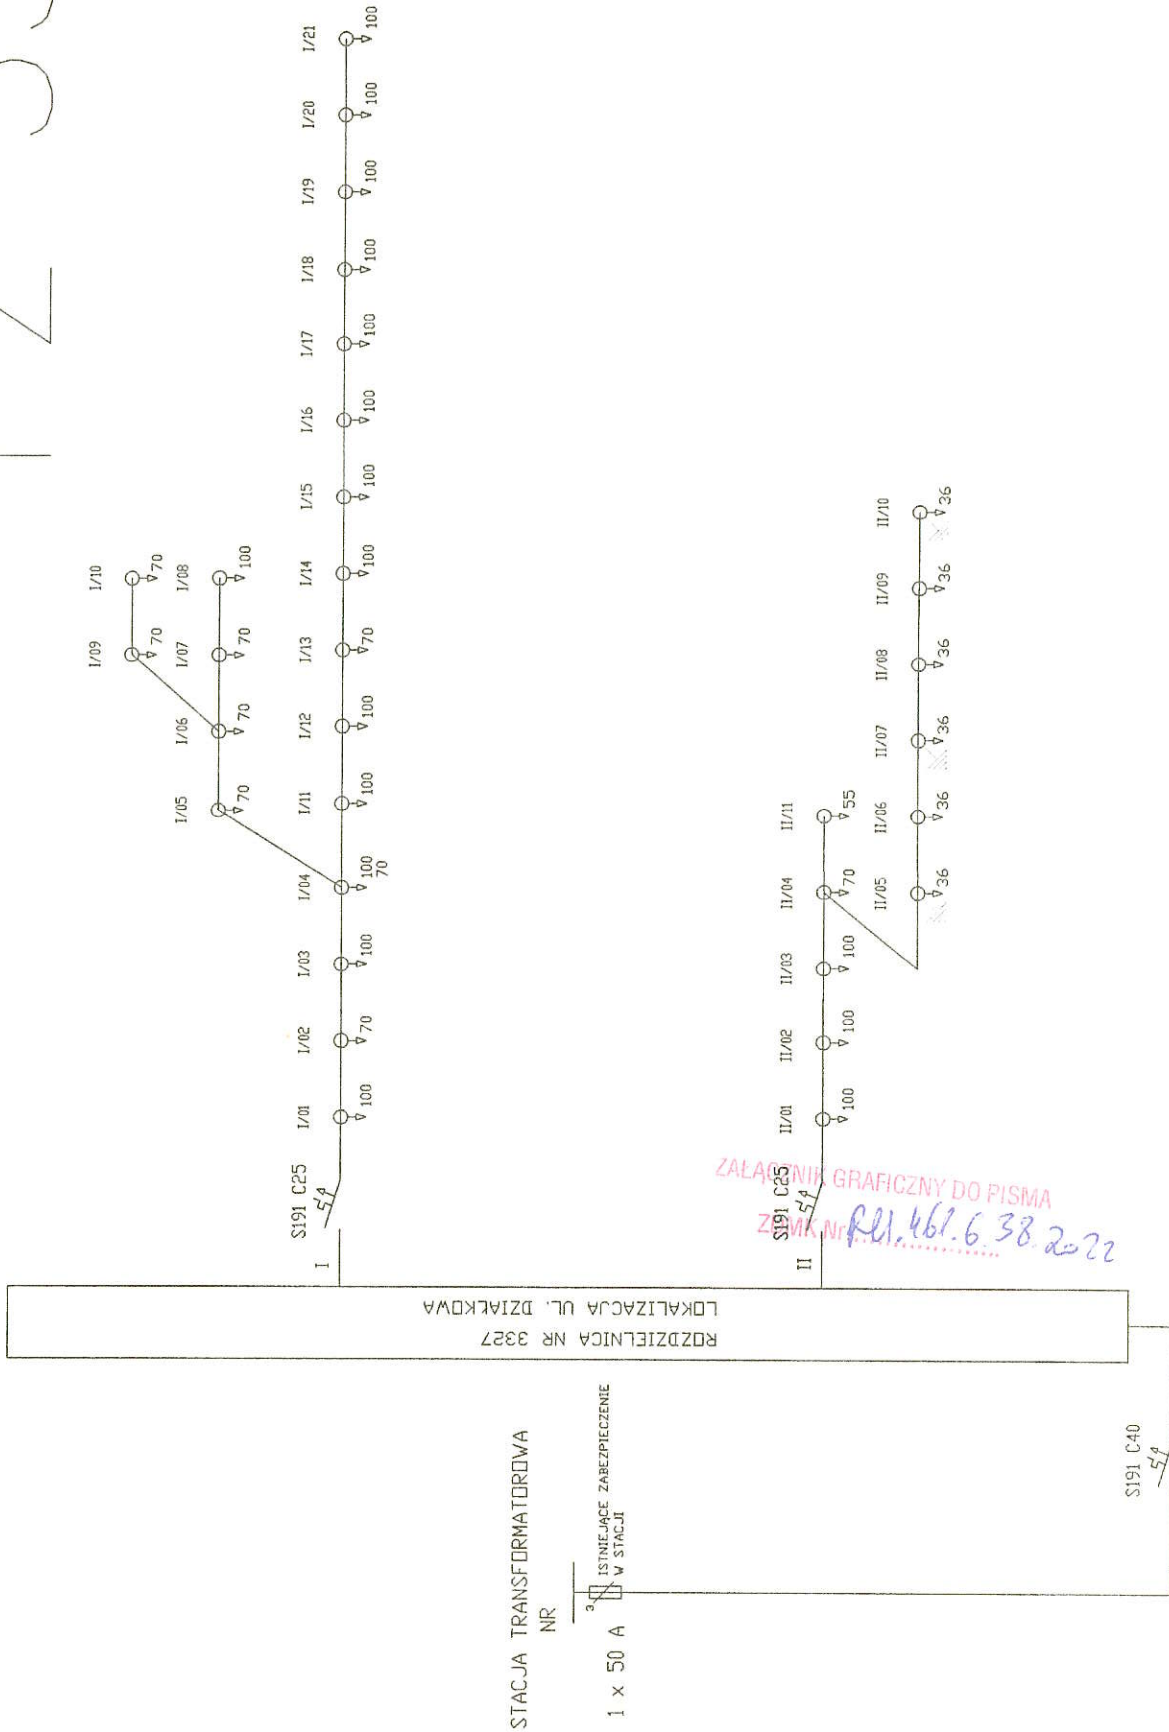 I/21
100
I/20
100
I/19
100
I/18
100
I/17
100
I/16
100
I/15
100
I/14
100
I/13
70
I/12
100
I/11
100
I/04
100
70
I/03
100
I/02
70
I/01
100
I/10
70
I/09
70
I/08
100
I/07
70
I/06
70
I/05
70
S191 C25
I
II/10
36
II/09
36
II/08
36
II/07
36
II/06
36
II/05
36
II/11
55
II/04
70
II/03
100
II/02
100
II/01
100
S191 C25
II
ZAŁĄCZNIK GRAFICZNY DO PISMA
ZDMK Nr
ROZDZIELNICA NR 3327
LOKALIZACJA UL. DZIAŁKOWA
STACJA TRANSFORMATOROWA
NR
1 x 50 A
3
ISTNIEJĄCE ZABEZPIECZENIE
W STACJI
S191 C40